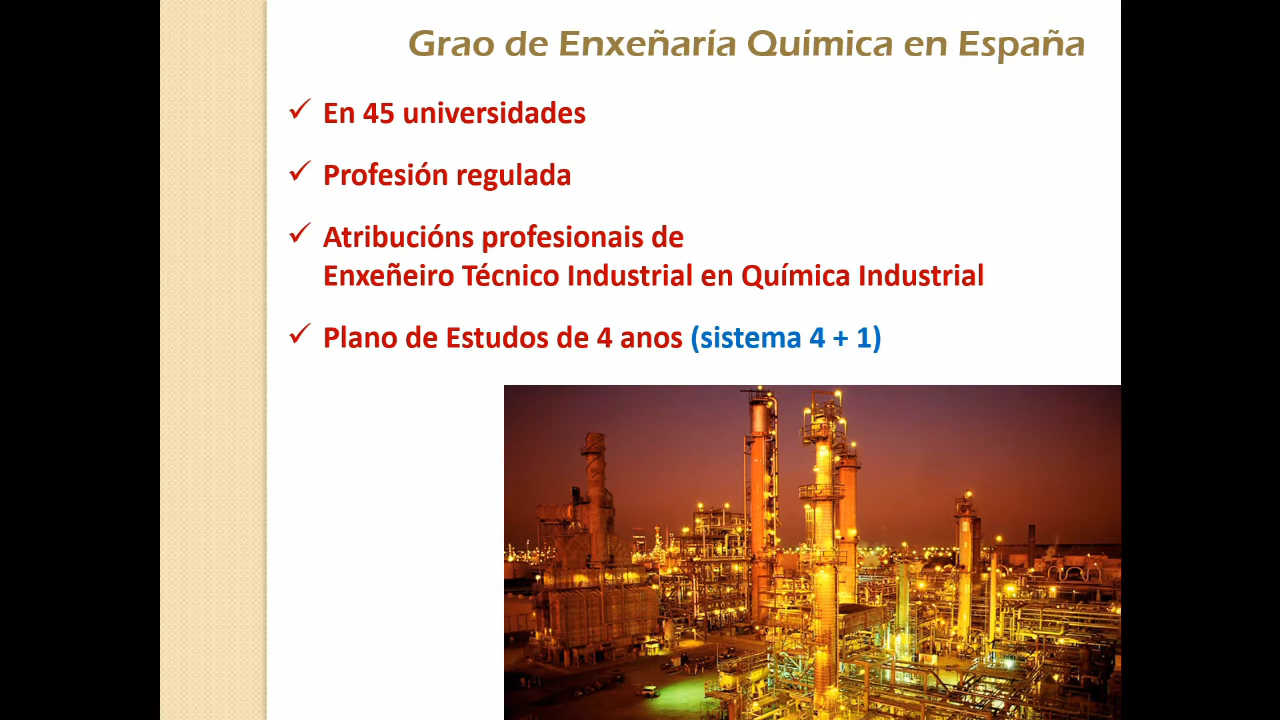 Grao de Enxeñaría Química en España
✓ En 45 universidades
✓ Profesión regulada
✓ Atribucións profesionais de
Enxeñeiro Técnico Industrial en Química Industrial
✓ Plano de Estudos de 4 anos (sistema 4 + 1)